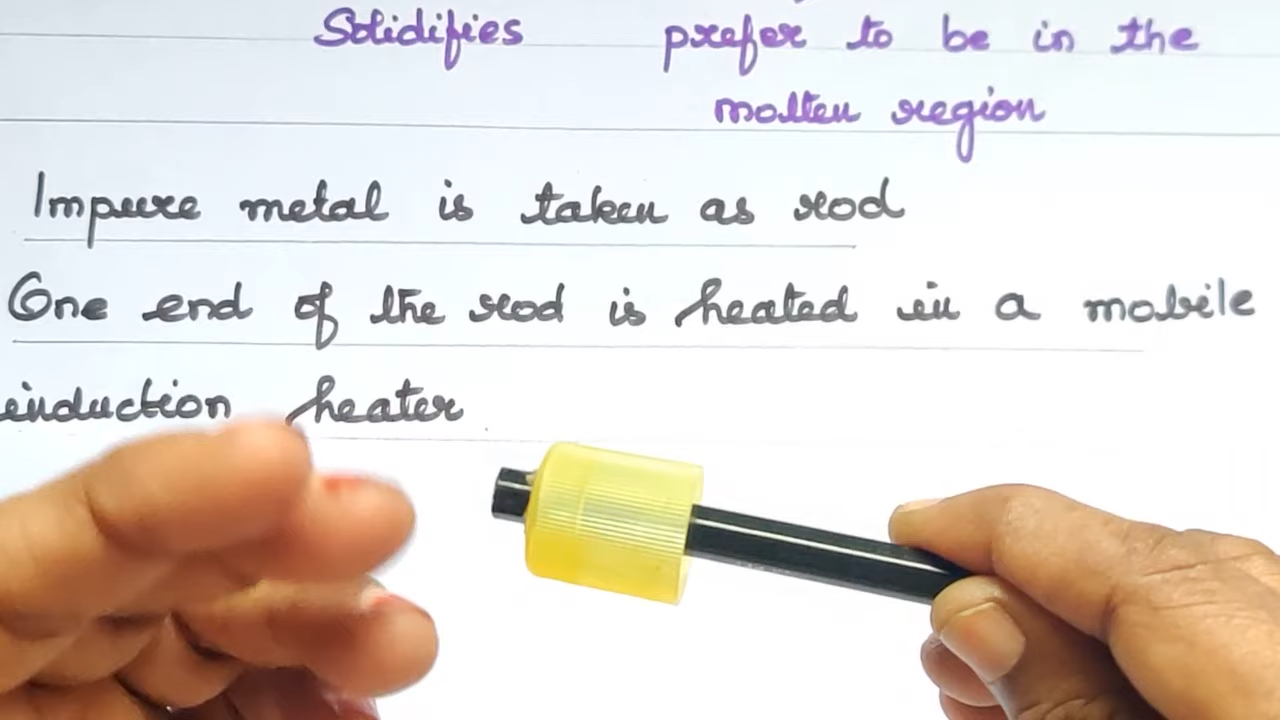 Solidifies prefer to be in the
molten region
Impure metal is taken as rod
One end of the rod is heated in a mobile
induction heater